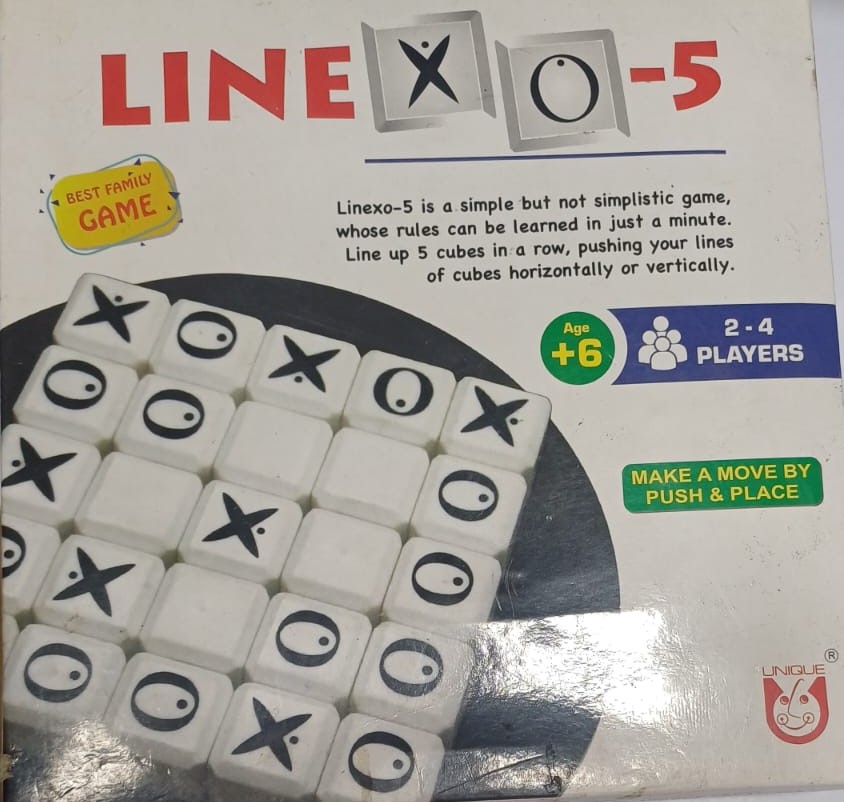 LINEXO-5
BEST FAMILY
GAME
Linexo-5 is a simple but not simplistic game,
whose rules can be learned in just a minute.
Line up 5 cubes in a row, pushing your lines
of cubes horizontally or vertically.
Age
+6
2 - 4
PLAYERS
MAKE A MOVE BY
PUSH & PLACE
X O X O X
O O
X O
X O
O X
O O
O O X O
UNIQUE ®